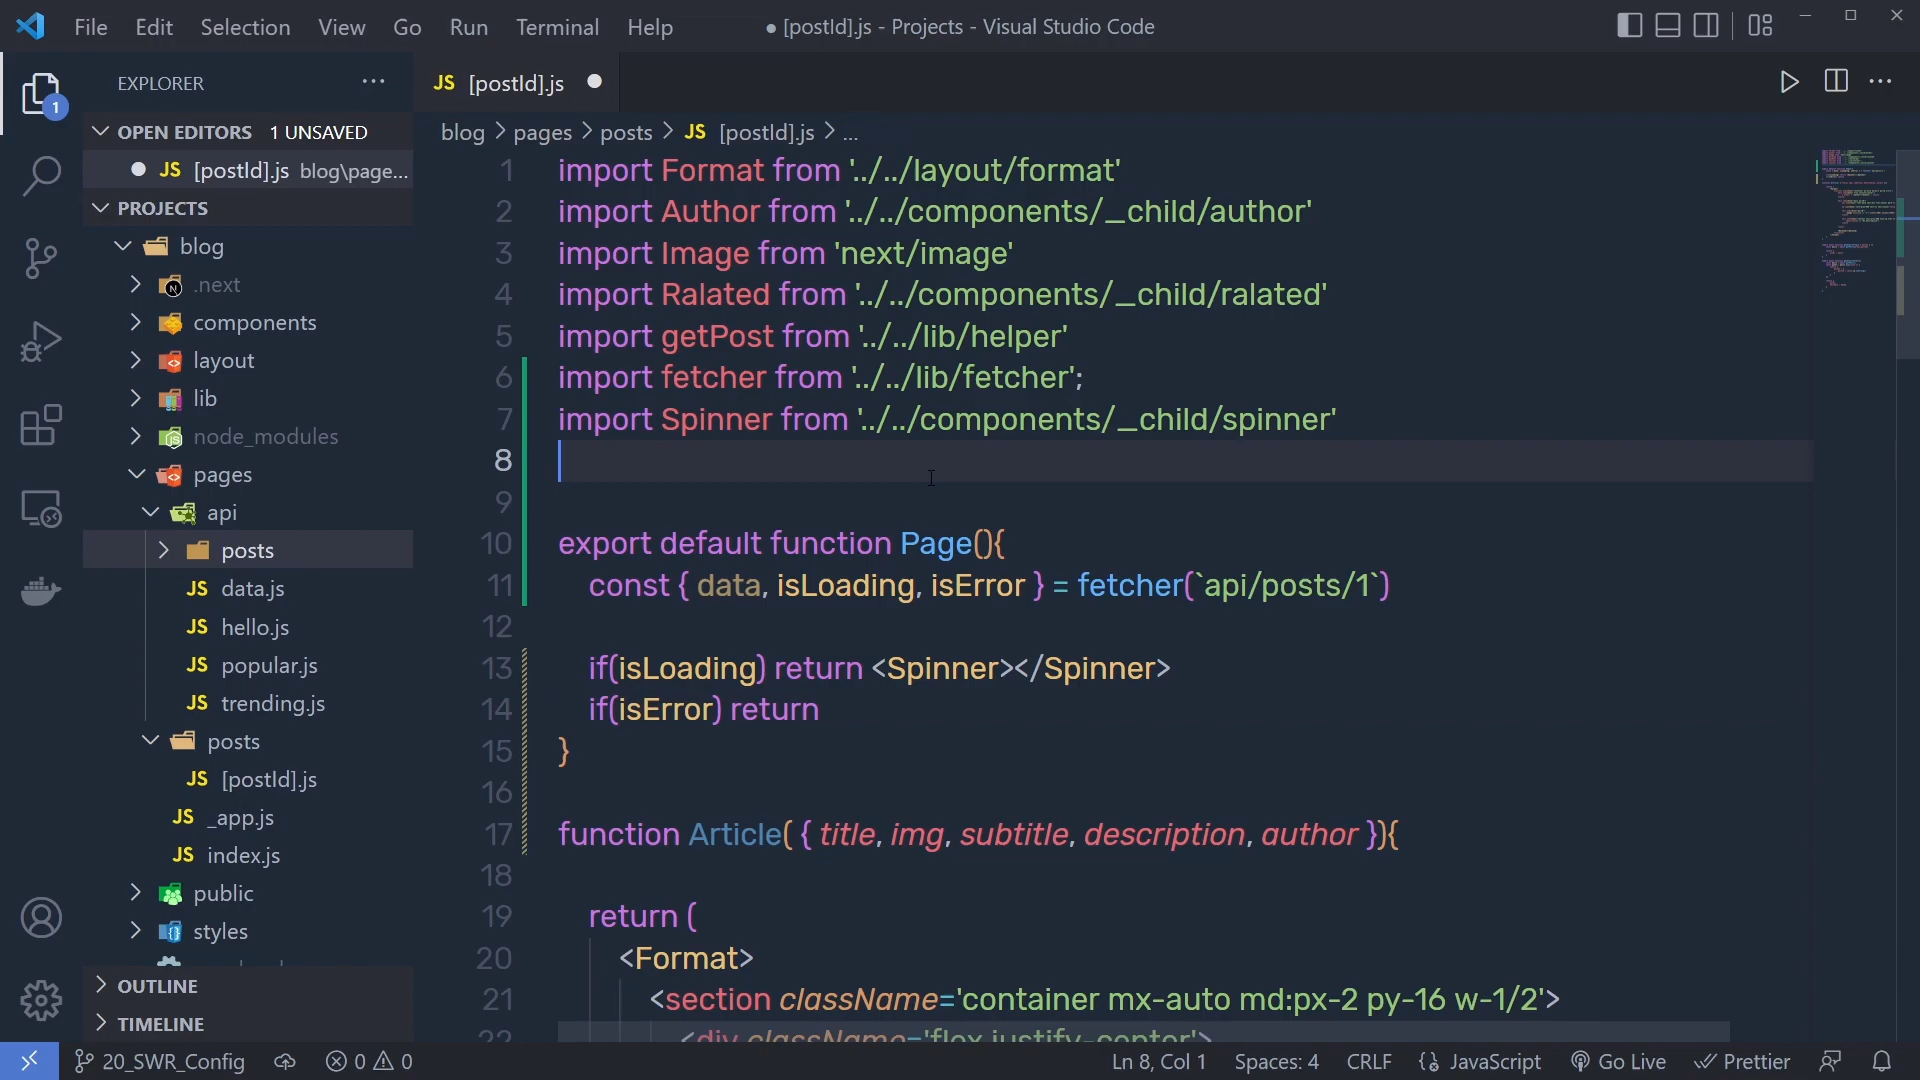 File Edit Selection View Go Run Terminal Help
● [postId].js - Projects - Visual Studio Code
1
EXPLORER
OPEN EDITORS 1 UNSAVED
JS [postId].js blog\page...
PROJECTS
blog
N .next
components
layout
lib
node_modules
pages
api
posts
JS data.js
JS hello.js
JS popular.js
JS trending.js
posts
JS [postId].js
JS _app.js
JS index.js
public
styles
OUTLINE
TIMELINE
JS [postId].js
blog > pages > posts > JS [postId].js > ...
1 import Format from '../../layout/format'
2 import Author from '../../components/_child/author'
3 import Image from 'next/image'
4 import Ralated from '../../components/_child/ralated'
5 import getPost from '../../lib/helper'
6 import fetcher from '../../lib/fetcher';
7 import Spinner from '../../components/_child/spinner'
8
9
10 export default function Page(){
11 const { data, isLoading, isError } = fetcher(`api/posts/1`)
12
13 if(isLoading) return <Spinner></Spinner>
14 if(isError) return
15 }
16
17 function Article( { title, img, subtitle, description, author }){
18
19 return (
20 <Format>
21 <section className='container mx-auto md:px-2 py-16 w-1/2'>
22 <div className='flex justify-center'>
20_SWR_Config 0 0
Ln 8, Col 1 Spaces: 4 CRLF {} JavaScript Go Live Prettier